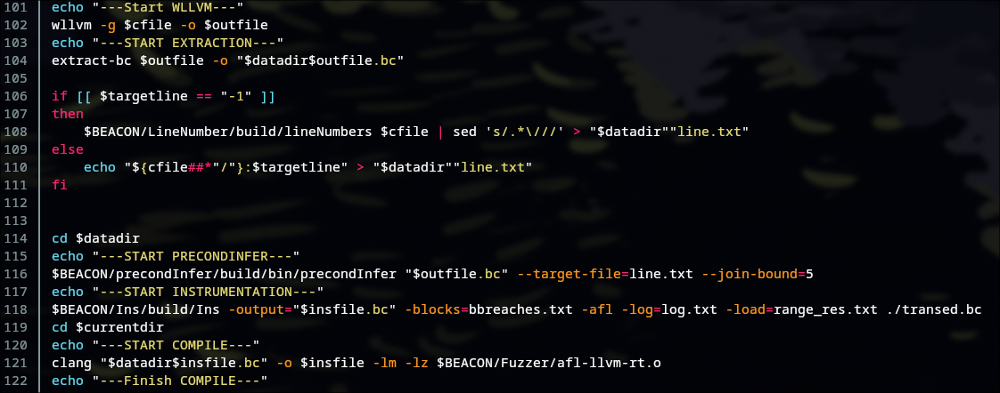 101 echo "---Start WLLVM---"
102 wllvm -g $cfile -o $outfile
103 echo "---START EXTRACTION---"
104 extract-bc $outfile -o "$datadir$outfile.bc"
105
106 if [[ $targetline == "-1" ]]
107 then
108     $BEACON/LineNumber/build/lineNumbers $cfile | sed 's/.*\///' > "$datadir""line.txt"
109 else
110     echo "${cfile##*"/"}:$targetline" > "$datadir""line.txt"
111 fi
112
113
114 cd $datadir
115 echo "---START PRECONDINFER---"
116 $BEACON/precondInfer/build/bin/precondInfer "$outfile.bc" --target-file=line.txt --join-bound=5
117 echo "---START INSTRUMENTATION---"
118 $BEACON/Ins/build/Ins -output="$insfile.bc" -blocks=bbreaches.txt -afl -log=log.txt -load=range_res.txt ./transed.bc
119 cd $currentdir
120 echo "---START COMPILE---"
121 clang "$datadir$insfile.bc" -o $insfile -lm -lz $BEACON/Fuzzer/afl-llvm-rt.o
122 echo "---Finish COMPILE---"